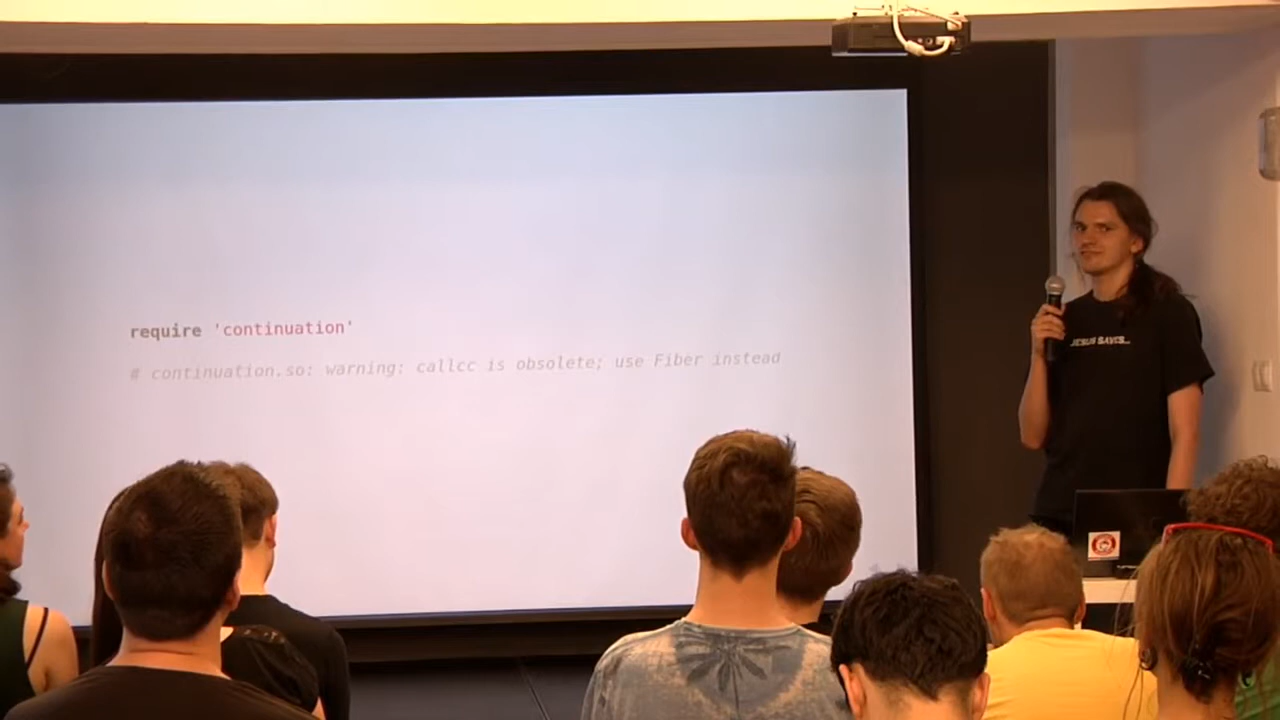 require 'continuation'
# continuation.so: warning: callcc is obsolete; use Fiber instead
JESUS SAVES...